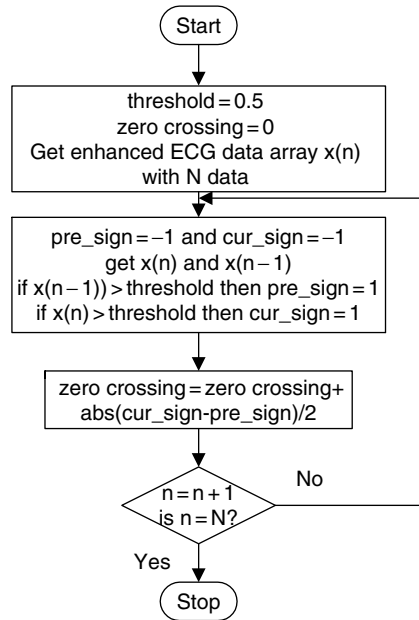 Start
threshold = 0.5
zero crossing = 0
Get enhanced ECG data array x(n)
with N data
pre_sign = −1 and cur_sign = −1
get x(n) and x(n−1)
if x(n−1)) > threshold then pre_sign = 1
if x(n) > threshold then cur_sign = 1
zero crossing = zero crossing+
abs(cur_sign-pre_sign)/2
n = n + 1
is n = N?
No
Yes
Stop